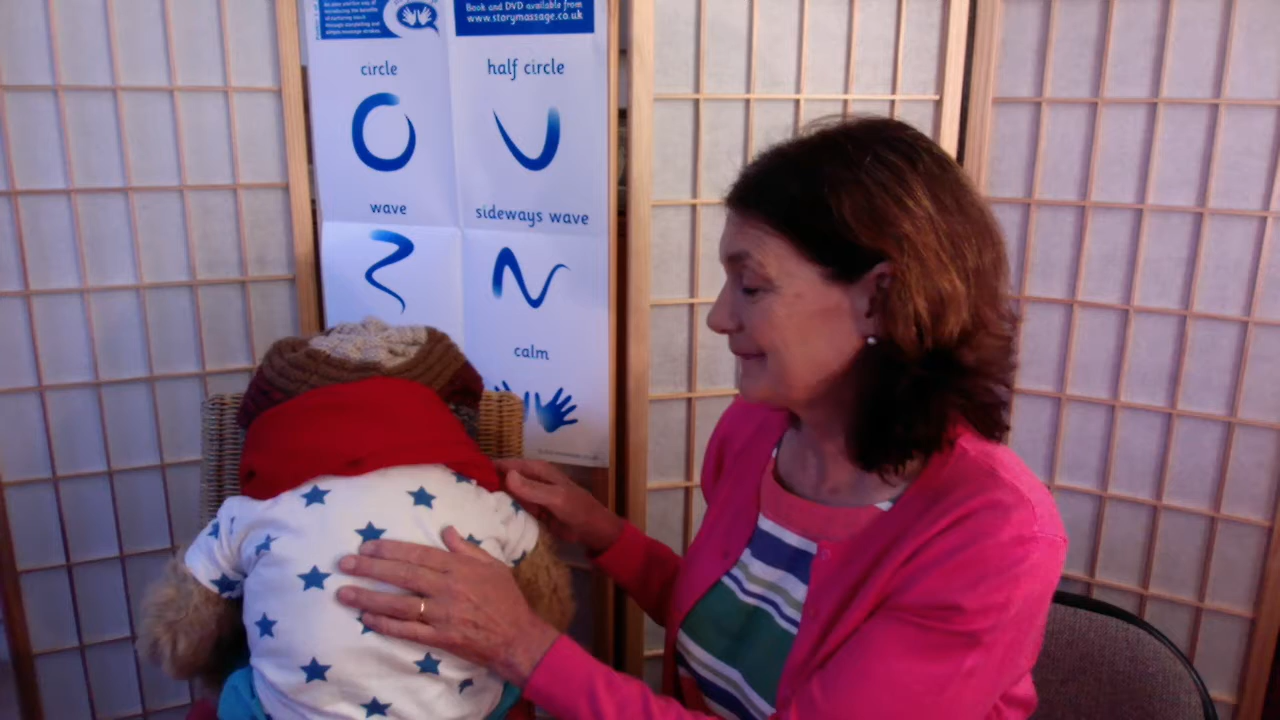 Book and DVD available from
www.storymassage.co.uk
circle
half circle
wave
sideways wave
calm